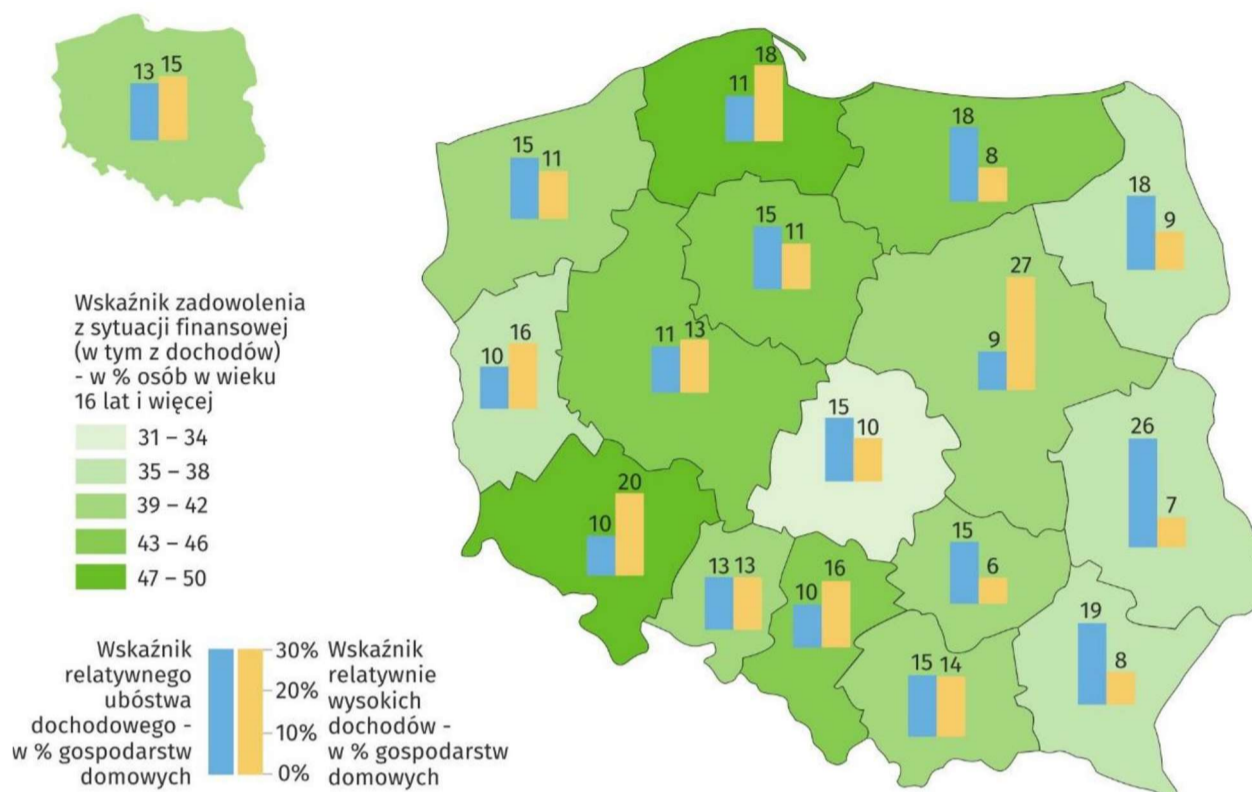 13 15
Wskaźnik zadowolenia
z sytuacji finansowej
(w tym z dochodów)
- w % osób w wieku
16 lat i więcej
31 – 34
35 – 38
39 – 42
43 – 46
47 – 50
Wskaźnik
relatywnego
ubóstwa
dochodowego -
w % gospodarstw
domowych
30%
20%
10%
0%
Wskaźnik
relatywnie
wysokich
dochodów -
w % gospodarstw
domowych
11 18
15 11
18 8
18 9
15 11
9 27
10 16
11 13
15 10
26 7
10 20
13 13
10 16
15 6
15 14
19 8